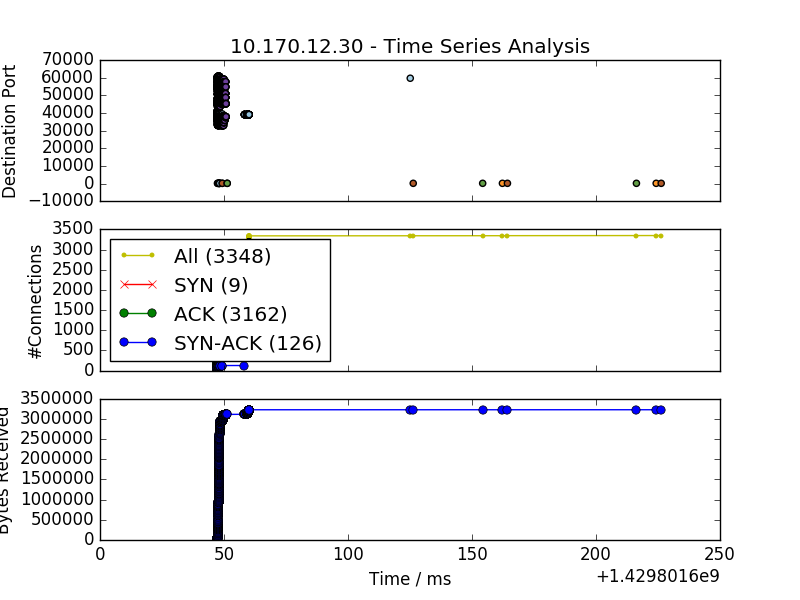 10.170.12.30 - Time Series Analysis
70000
60000
50000
40000
30000
20000
10000
0
−10000
Destination Port
3500
3000
2500
2000
1500
1000
500
0
#Connections
All (3348)
SYN (9)
ACK (3162)
SYN-ACK (126)
3500000
3000000
2500000
2000000
1500000
1000000
500000
0
Bytes Received
0 50 100 150 200 250
Time / ms
+1.4298016e9